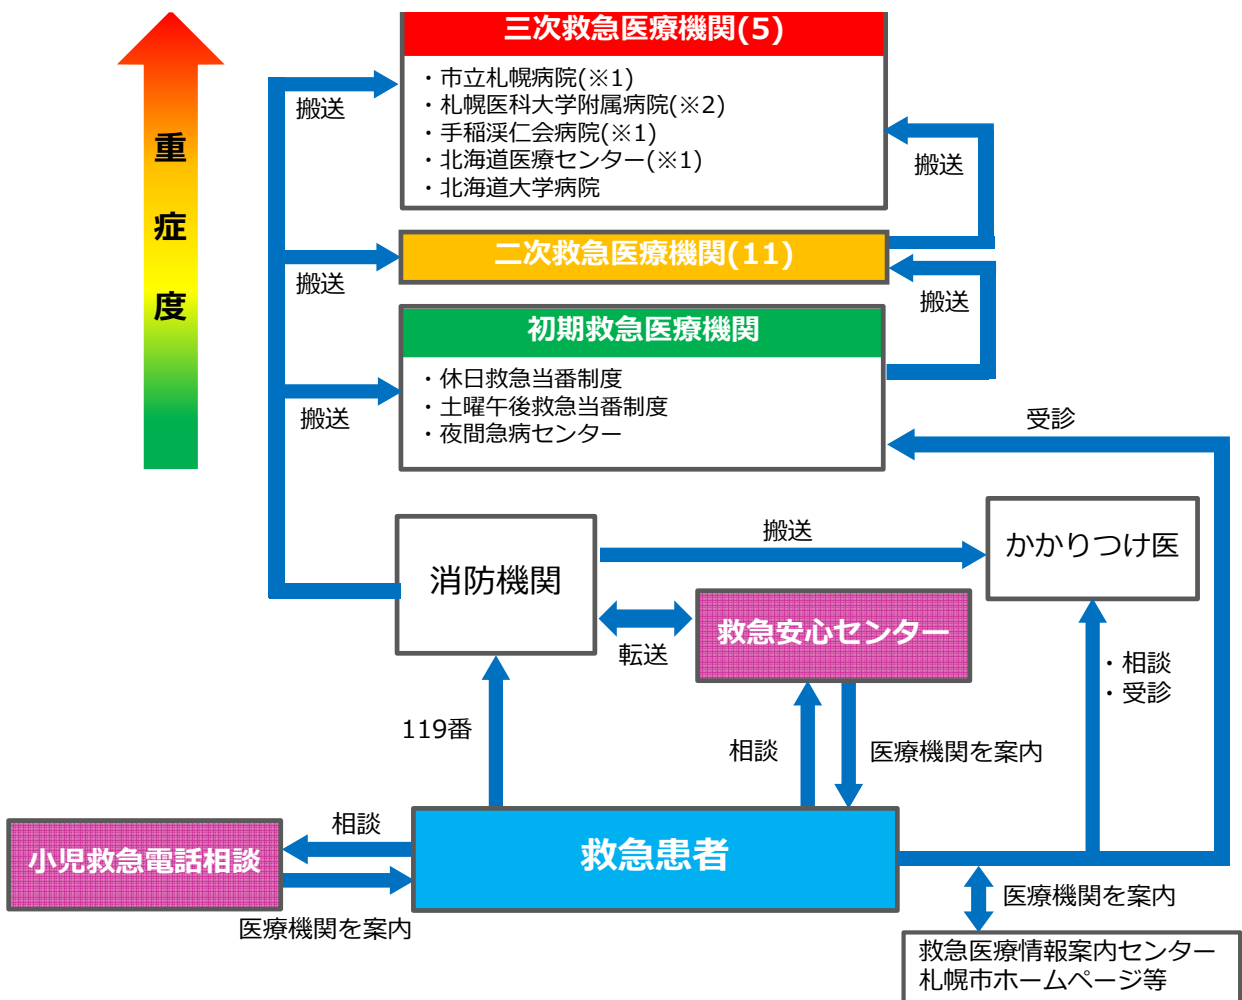 三次救急医療機関(5)
・市立札幌病院(※1)
・札幌医科大学附属病院(※2)
・手稲渓仁会病院(※1)
・北海道医療センター(※1)
・北海道大学病院
搬送
搬送
重
症
度
二次救急医療機関(11)
搬送
搬送
初期救急医療機関
・休日救急当番制度
・土曜午後救急当番制度
・夜間急病センター
搬送
受診
消防機関
搬送
かかりつけ医
転送
救急安心センター
・相談
・受診
119番
相談
医療機関を案内
小児救急電話相談
相談
医療機関を案内
救急患者
医療機関を案内
救急医療情報案内センター
札幌市ホームページ等